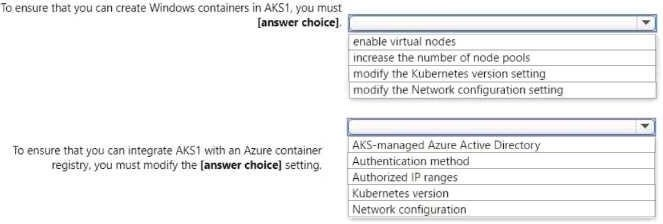 To ensure that you can create Windows containers in AKS1, you must
[answer choice].
enable virtual nodes
increase the number of node pools
modify the Kubernetes version setting
modify the Network configuration setting
To ensure that you can integrate AKS1 with an Azure container
registry, you must modify the [answer choice] setting.
AKS-managed Azure Active Directory
Authentication method
Authorized IP ranges
Kubernetes version
Network configuration